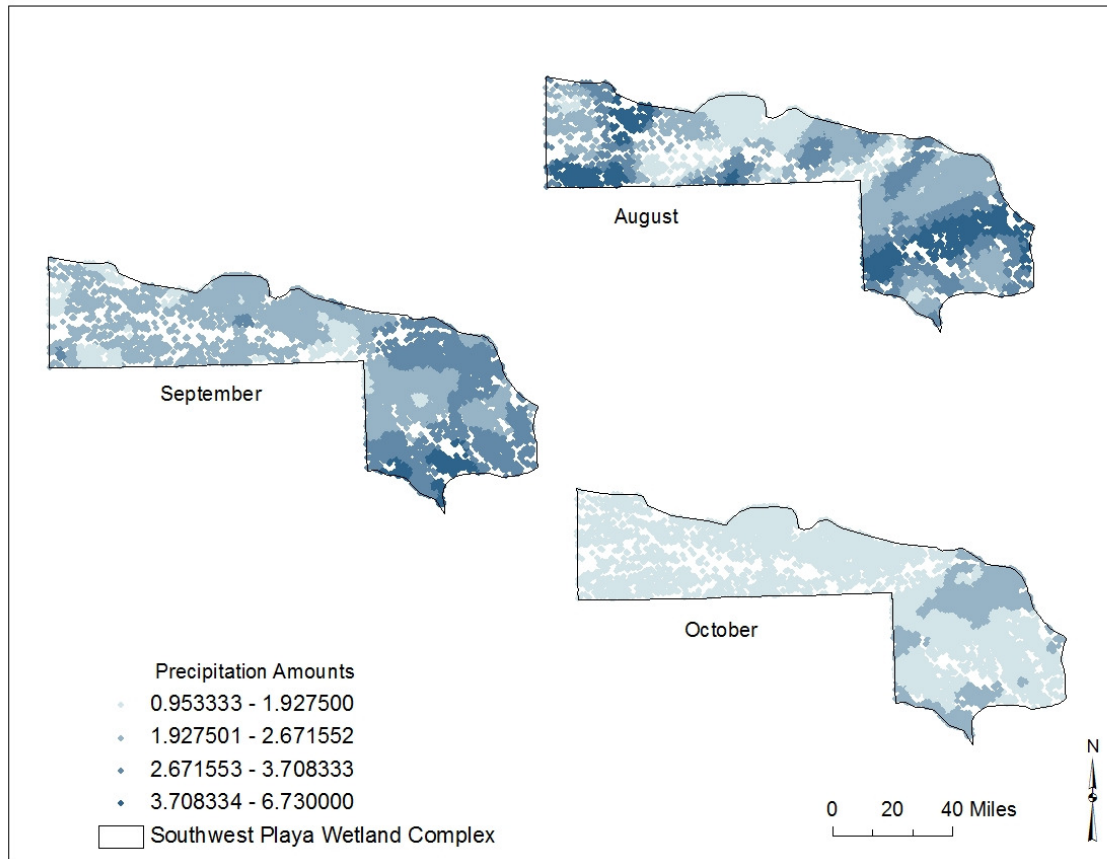 August
September
October
Precipitation Amounts
0.953333 - 1.927500
1.927501 - 2.671552
2.671553 - 3.708333
3.708334 - 6.730000
Southwest Playa Wetland Complex
0 20 40 Miles
N